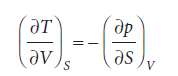 (∂T/∂V)_S = −(∂p/∂S)_V